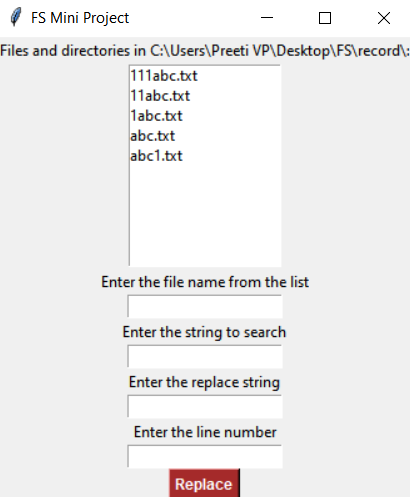 FS Mini Project
Files and directories in C:\Users\Preeti VP\Desktop\FS\record\:
111abc.txt
11abc.txt
1abc.txt
abc.txt
abc1.txt
Enter the file name from the list
Enter the string to search
Enter the replace string
Enter the line number
Replace